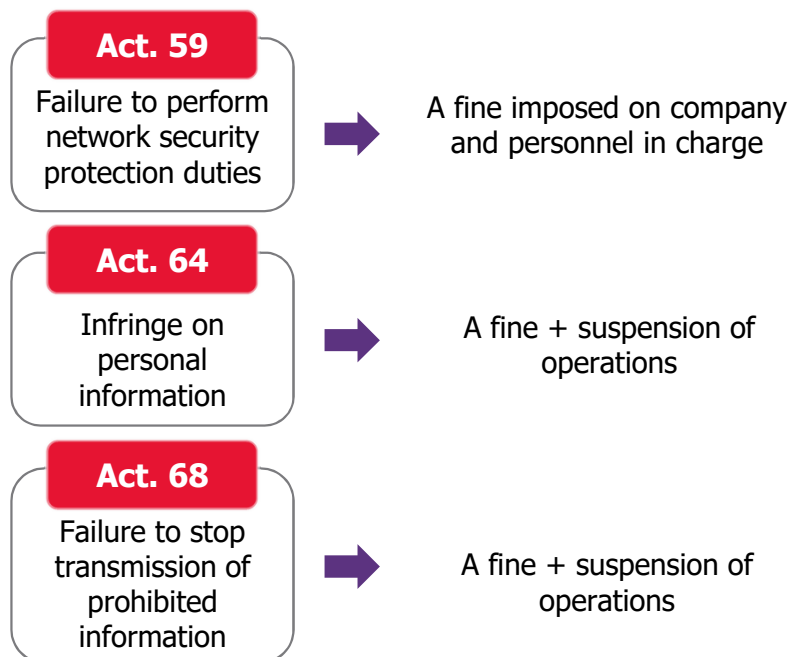 Act. 59
Failure to perform
network security
protection duties
A fine imposed on company
and personnel in charge
Act. 64
Infringe on
personal
information
A fine + suspension of
operations
Act. 68
Failure to stop
transmission of
prohibited
information
A fine + suspension of
operations